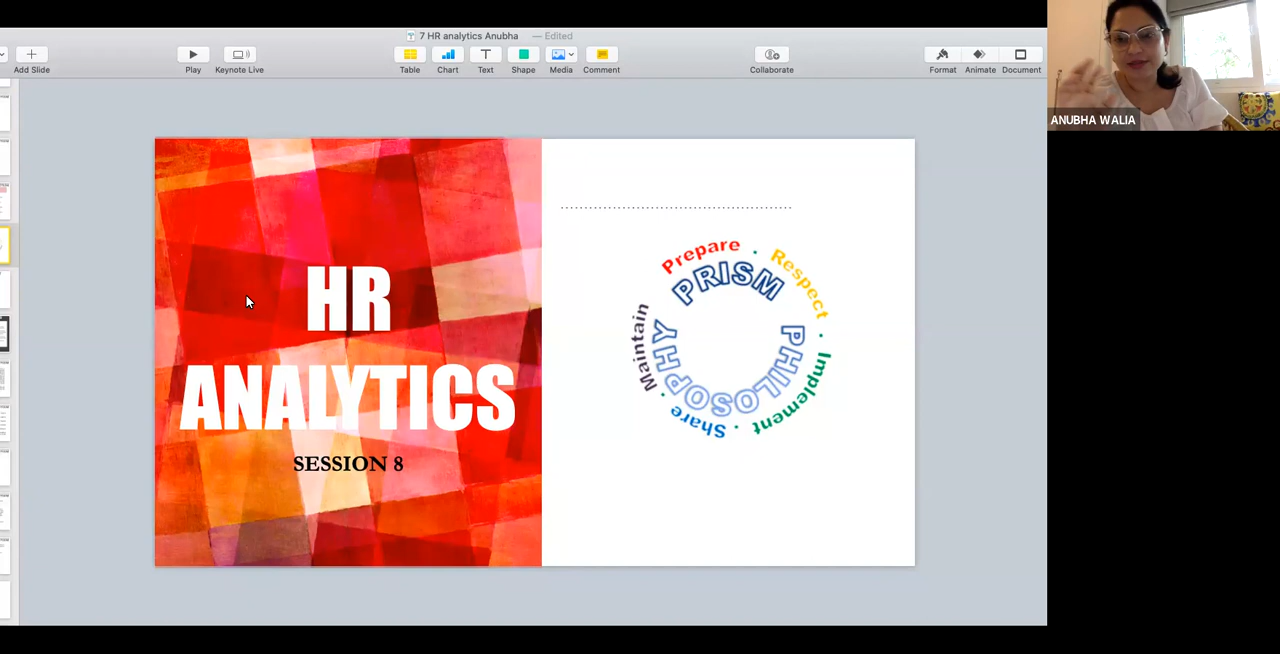 7 HR analytics Anubha — Edited
Add Slide
Play
Keynote Live
Table
Chart
Text
Shape
Media
Comment
Collaborate
Format
Animate
Document
ANUBHA WALIA
HR
ANALYTICS
SESSION 8
Prepare · Respect · Implement · Share · Maintain
PRISM PHILOSOPHY